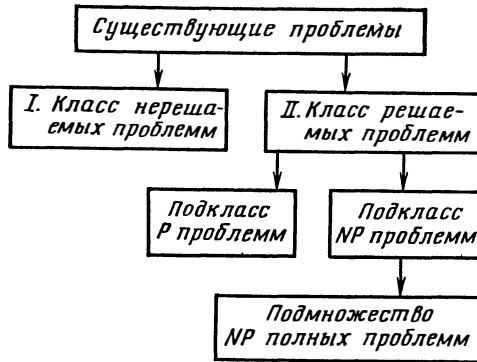 Существующие проблемы
I. Класс нереша-
емых проблемм
II. Класс решае-
мых проблемм
Подкласс
P проблемм
Подкласс
NP проблемм
Подмножество
NP полных проблемм